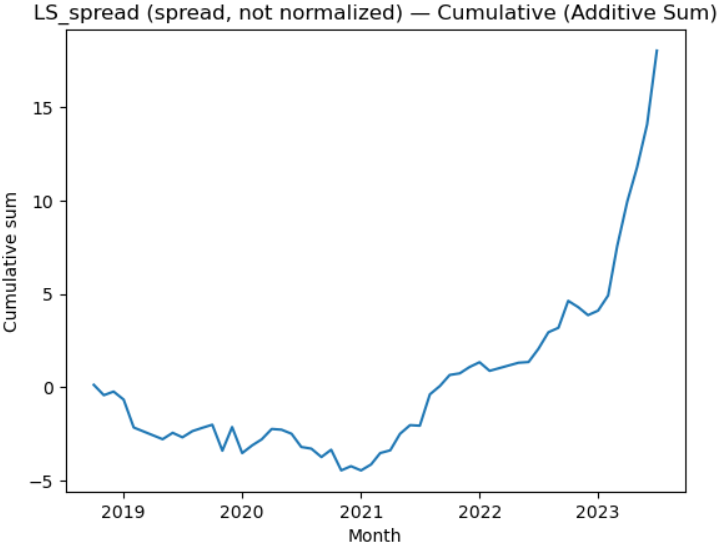 LS_spread (spread, not normalized) — Cumulative (Additive Sum)
Cumulative sum
15
10
5
0
−5
2019 2020 2021 2022 2023
Month